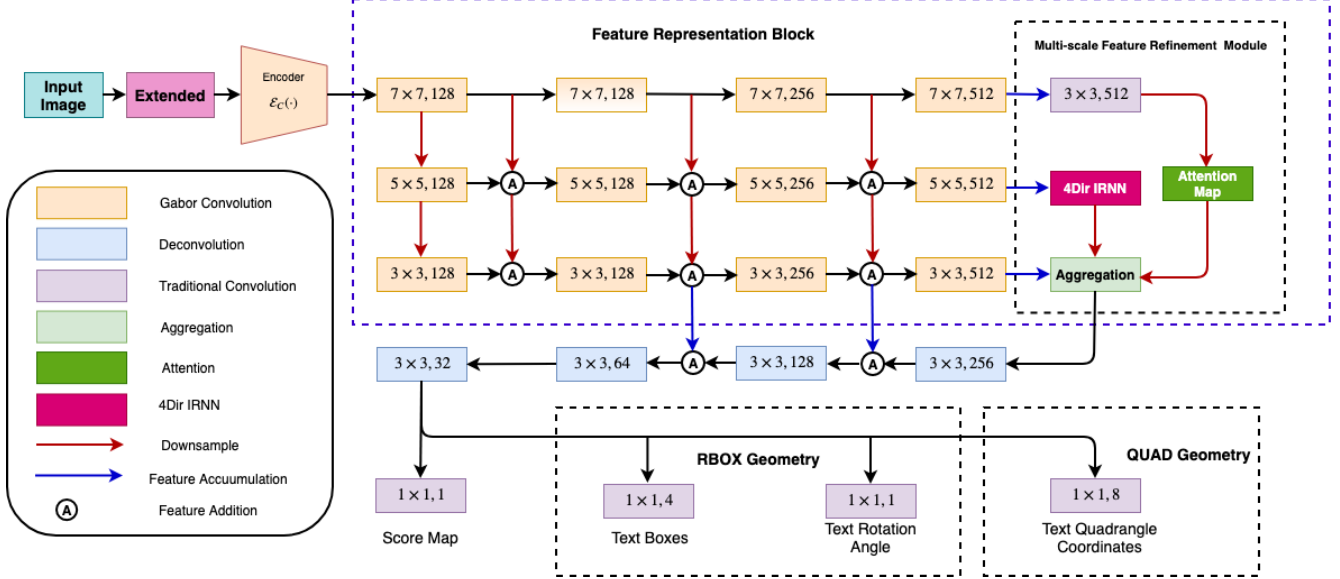 Feature Representation Block
Multi-scale Feature Refinement Module
Input
Image
Extended
Encoder
ℰ_C(·)
7 × 7, 128
7 × 7, 128
7 × 7, 256
7 × 7, 512
3 × 3, 512
5 × 5, 128
A
5 × 5, 128
A
5 × 5, 256
A
5 × 5, 512
4Dir IRNN
Attention
Map
3 × 3, 128
A
3 × 3, 128
A
3 × 3, 256
A
3 × 3, 512
Aggregation
3 × 3, 32
3 × 3, 64
A
3 × 3, 128
A
3 × 3, 256
Gabor Convolution
Deconvolution
Traditional Convolution
Aggregation
Attention
4Dir IRNN
Downsample
Feature Accuumulation
A
Feature Addition
RBOX Geometry
QUAD Geometry
1 × 1, 1
1 × 1, 4
1 × 1, 1
1 × 1, 8
Score Map
Text Boxes
Text Rotation
Angle
Text Quadrangle
Coordinates